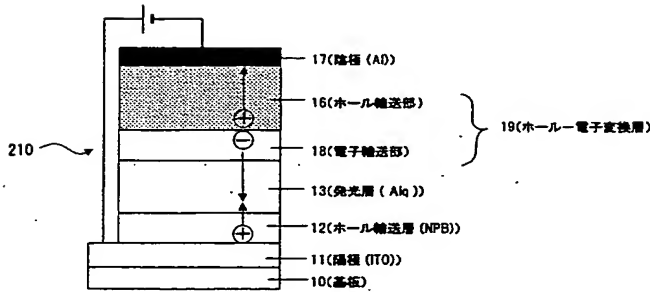 17(陰極(Al))
16(ホール輸送部)
19(ホール－電子変換層)
210
18(電子輸送部)
13(発光層(Alq))
12(ホール輸送層(NPB))
11(陽極(ITO))
10(基板)